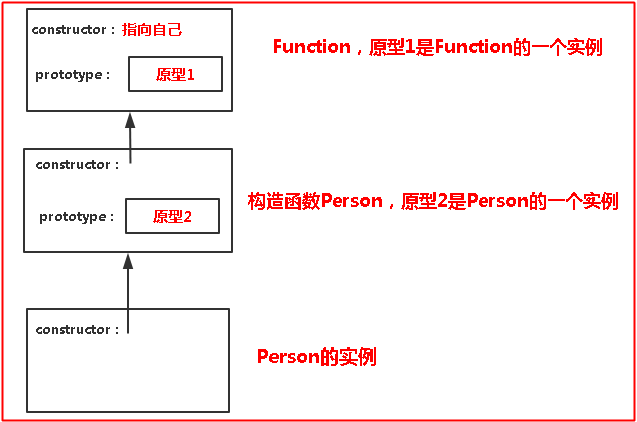 constructor：指向自己
Function，原型1是Function的一个实例
prototype：
原型1
constructor：
构造函数Person，原型2是Person的一个实例
prototype：
原型2
constructor：
Person的实例